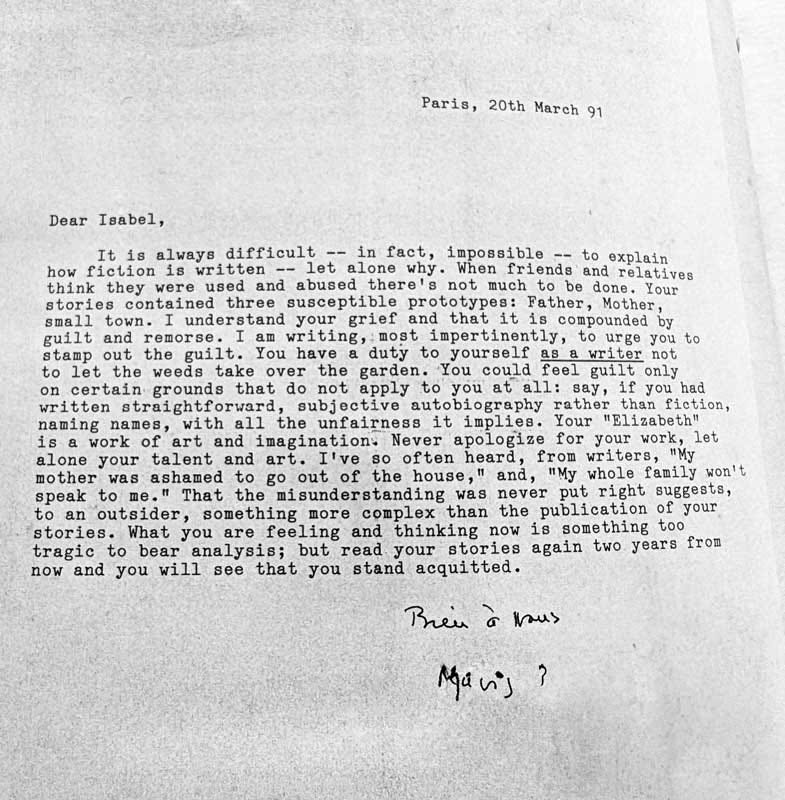 Paris, 20th March 91
Dear Isabel,
It is always difficult -- in fact, impossible -- to explain
how fiction is written -- let alone why. When friends and relatives
think they were used and abused there's not much to be done. Your
stories contained three susceptible prototypes: Father, Mother,
small town. I understand your grief and that it is compounded by
guilt and remorse. I am writing, most impertinently, to urge you to
stamp out the guilt. You have a duty to yourself as a writer not
to let the weeds take over the garden. You could feel guilt only
on certain grounds that do not apply to you at all: say, if you had
written straightforward, subjective autobiography rather than fiction,
naming names, with all the unfairness it implies. Your "Elizabeth"
is a work of art and imagination. Never apologize for your work, let
alone your talent and art. I've so often heard, from writers, "My
mother was ashamed to go out of the house," and, "My whole family won't
speak to me." That the misunderstanding was never put right suggests,
to an outsider, something more complex than the publication of your
stories. What you are feeling and thinking now is something too
tragic to bear analysis; but read your stories again two years from
now and you will see that you stand acquitted.
Bien à vous
Mavis